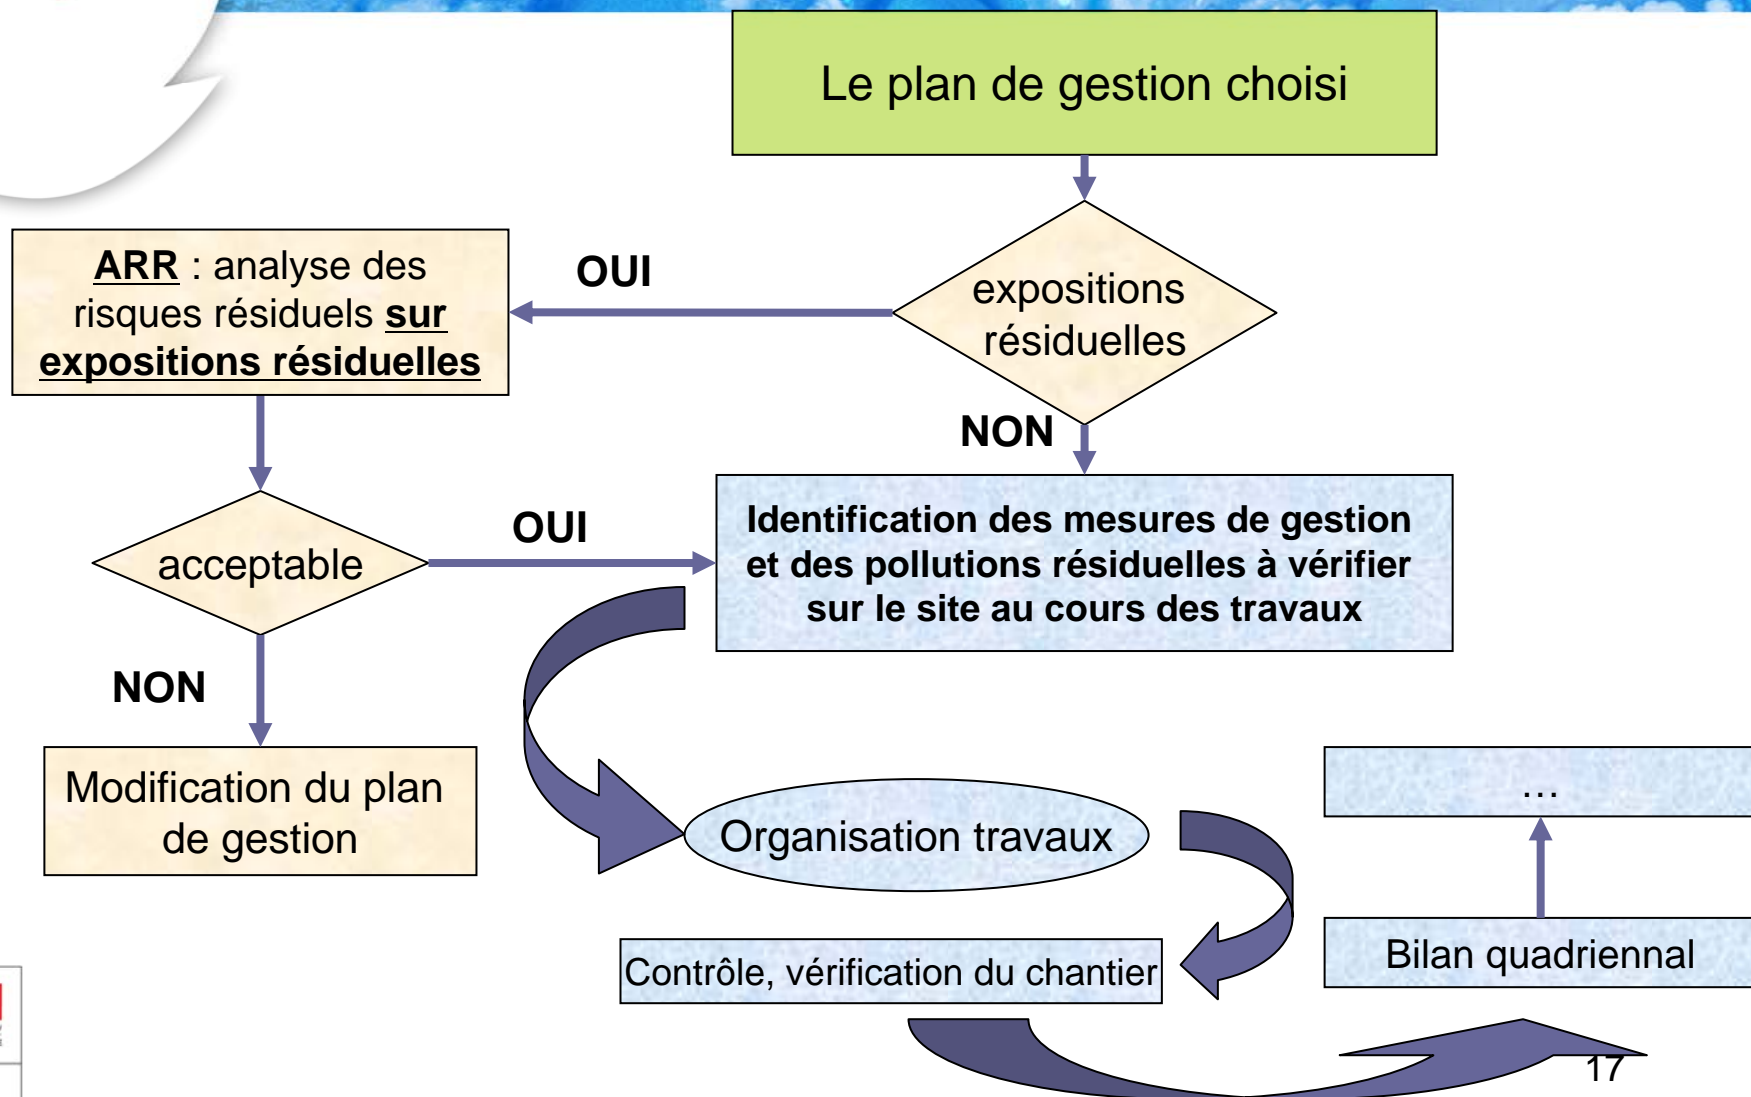 Le plan de gestion choisi
expositions
résiduelles
OUI
ARR : analyse des
risques résiduels sur
expositions résiduelles
NON
acceptable
OUI
Identification des mesures de gestion
et des pollutions résiduelles à vérifier
sur le site au cours des travaux
NON
Modification du plan
de gestion
Organisation travaux
…
Contrôle, vérification du chantier
Bilan quadriennal
17